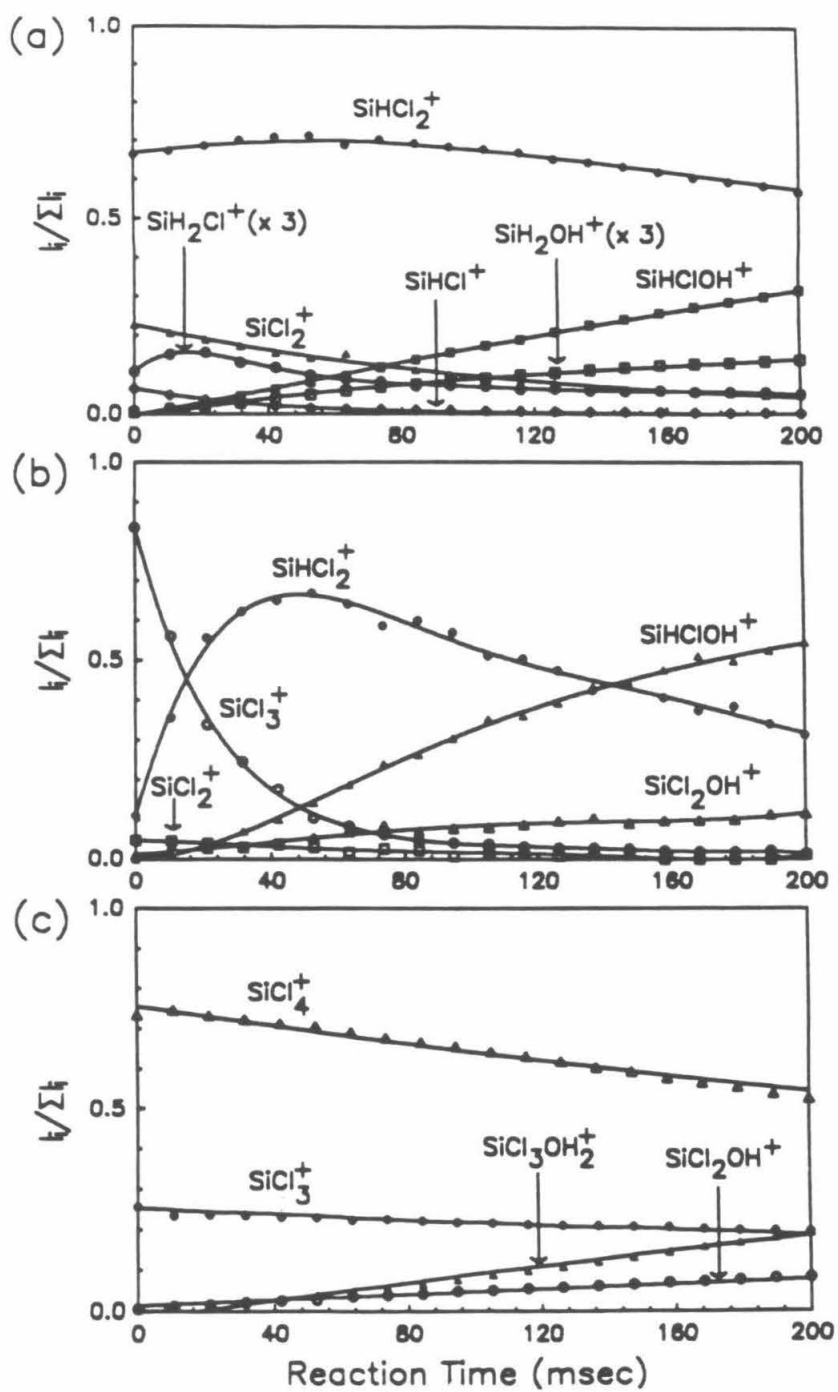 (a)
1.0
SiHCl₂⁺
0.5
Iᵢ/ΣIᵢ
SiH₂Cl⁺(x 3)
SiH₂OH⁺(x 3)
SiHCl⁺
SiHClOH⁺
SiCl₂⁺
0.0
0 40 80 120 160 200
(b)
1.0
SiHCl₂⁺
SiHClOH⁺
0.5
Iᵢ/ΣIᵢ
SiCl₃⁺
SiCl₂⁺
SiCl₂OH⁺
0.0
0 40 80 120 160 200
(c)
1.0
SiCl₄⁺
0.5
Iᵢ/ΣIᵢ
SiCl₃OH₂⁺
SiCl₂OH⁺
SiCl₃⁺
0.0
0 40 80 120 160 200
Reaction Time (msec)